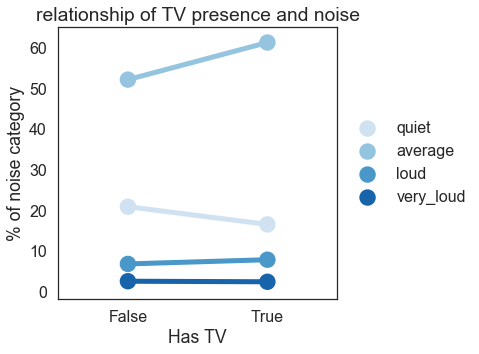 relationship of TV presence and noise
% of noise category
60
50
40
30
20
10
0
False
True
Has TV
quiet
average
loud
very_loud